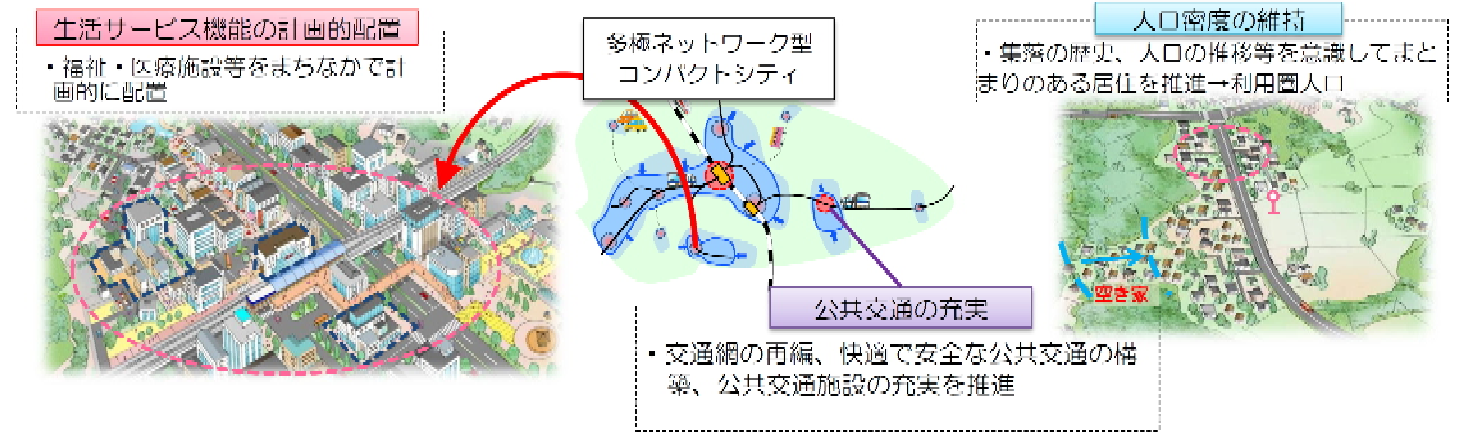 生活サービス機能の計画的配置
・福祉・医療施設等をまちなかで計
画的に配置
多極ネットワーク型
コンパクトシティ
人口密度の維持
・集落の歴史、人口の推移等を意識してまと
まりのある居住を推進→利用圏人口
空き家
公共交通の充実
・交通網の再編、快適で安全な公共交通の構
築、公共交通施設の充実を推進